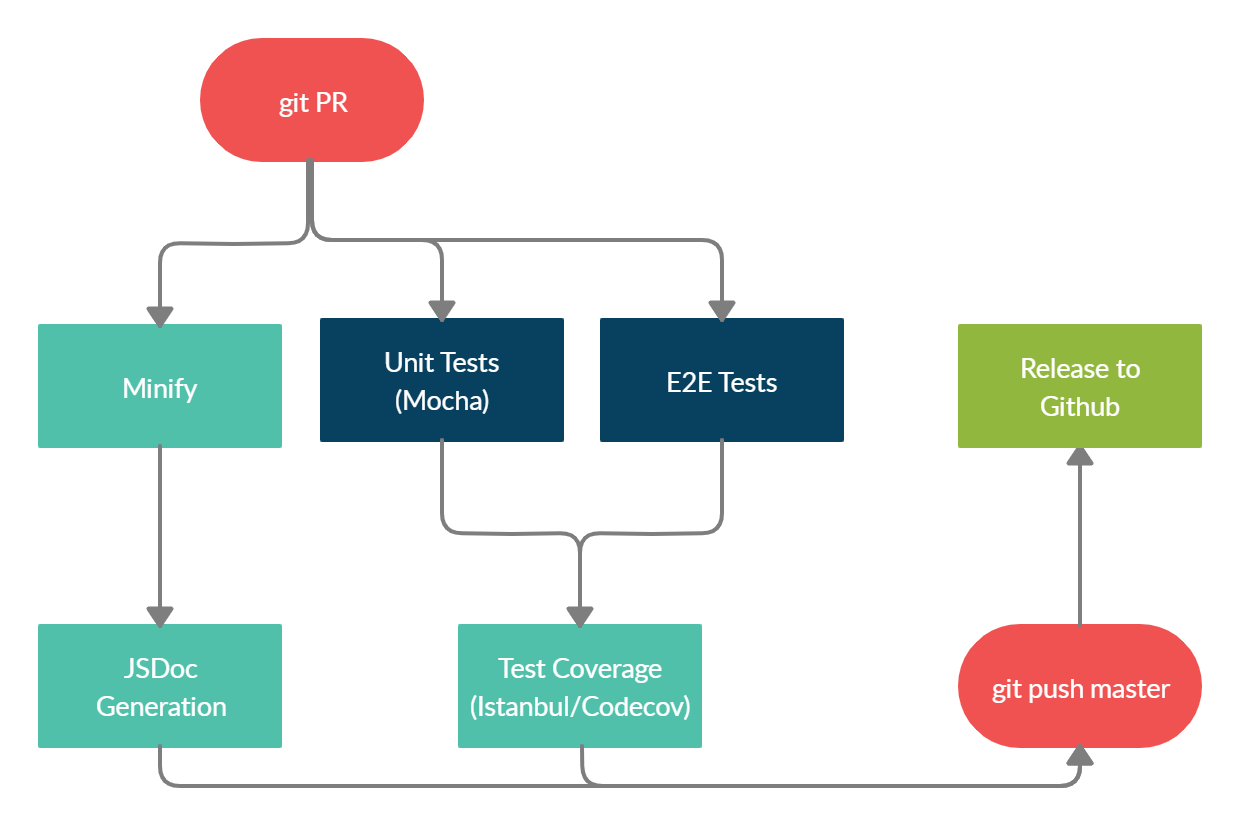 git PR
Minify
Unit Tests
(Mocha)
E2E Tests
Release to
Github
JSDoc
Generation
Test Coverage
(Istanbul/Codecov)
git push master